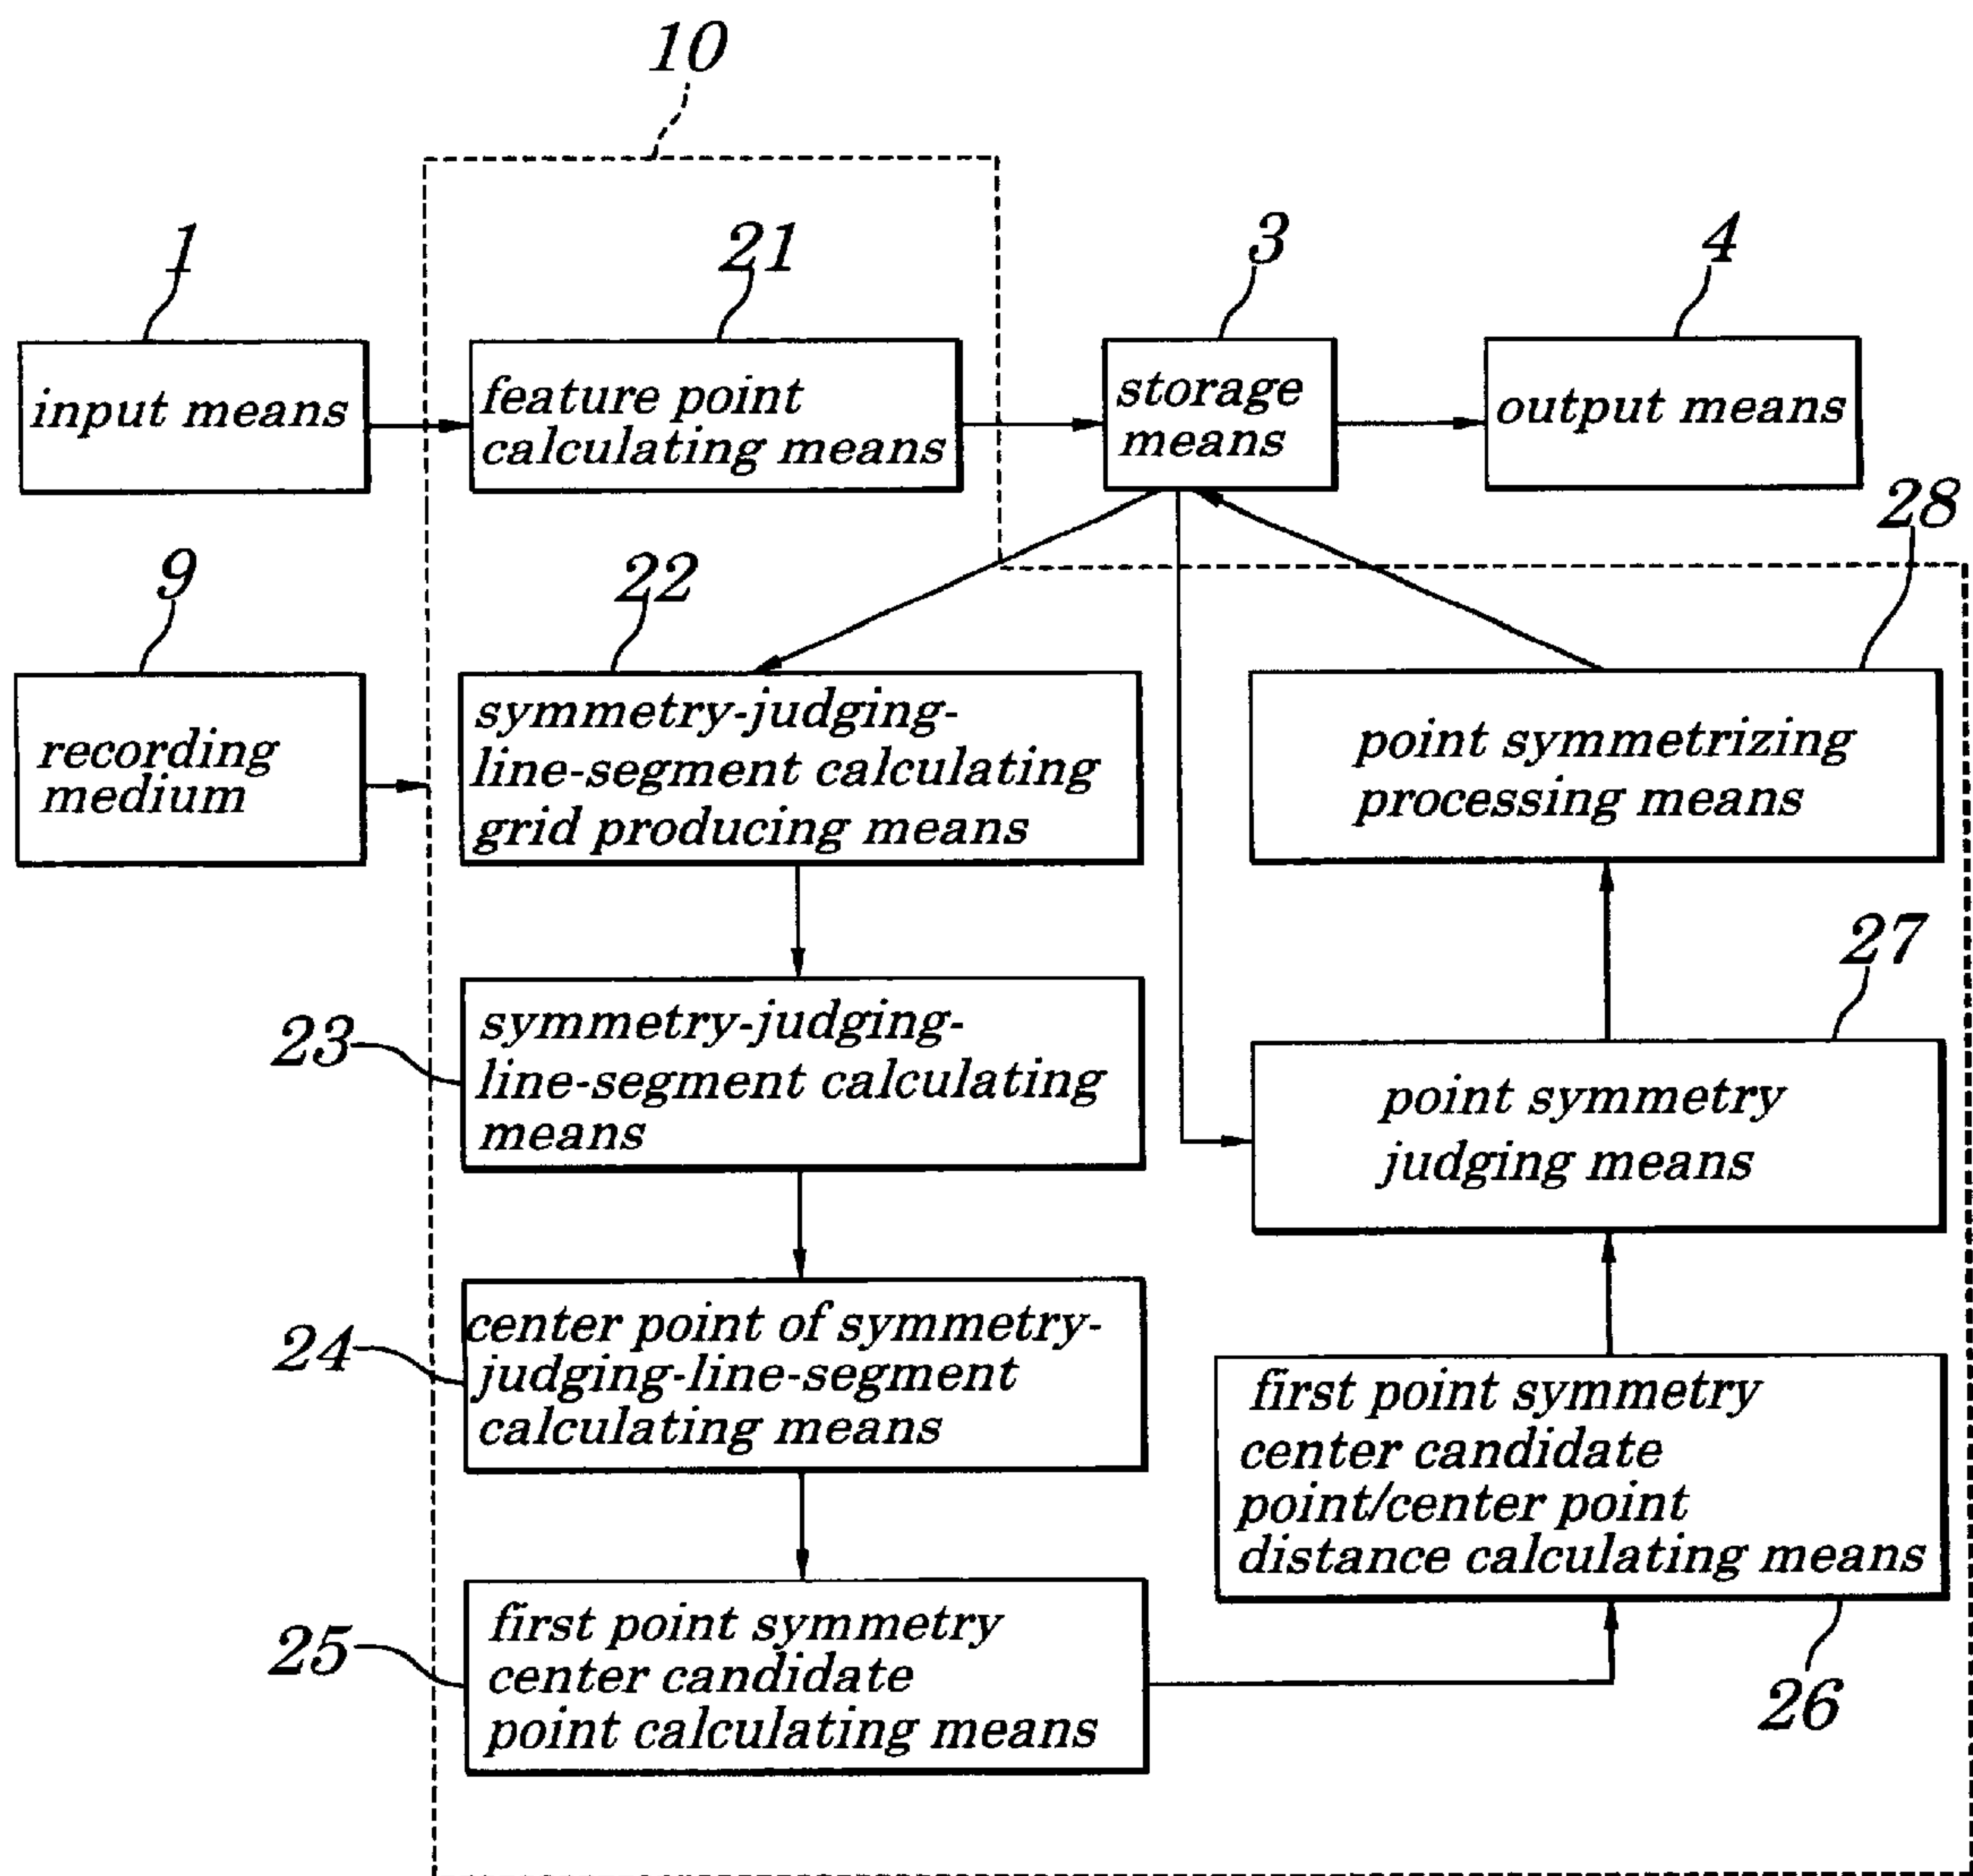 10
1
21
3
4
input means
feature point
calculating means
storage
means
output means
28
9
22
recording
medium
symmetry-judging-
line-segment calculating
grid producing means
point symmetrizing
processing means
27
23
symmetry-judging-
line-segment calculating
means
point symmetry
judging means
24
center point of symmetry-
judging-line-segment
calculating means
first point symmetry
center candidate
point/center point
distance calculating means
25
first point symmetry
center candidate
point calculating means
26